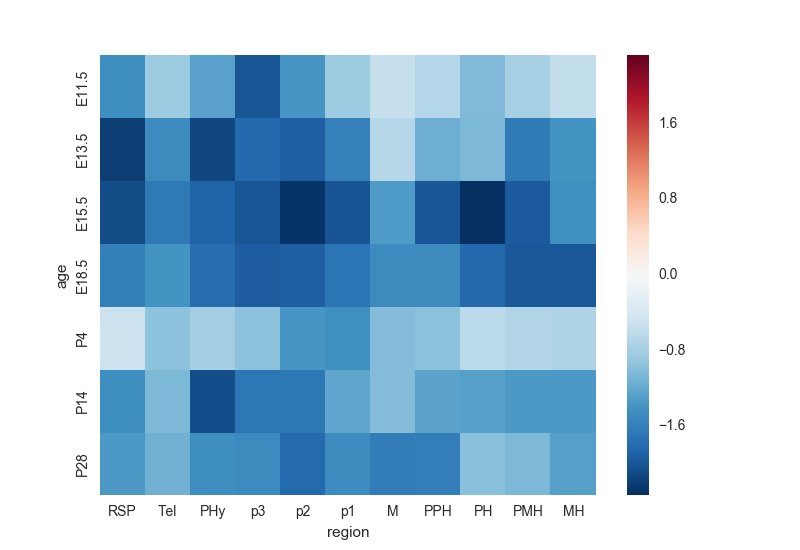 E11.5
E13.5
E15.5
E18.5
P4
P14
P28
age
RSP Tel PHy p3 p2 p1 M PPH PH PMH MH
region
1.6
0.8
0.0
−0.8
−1.6